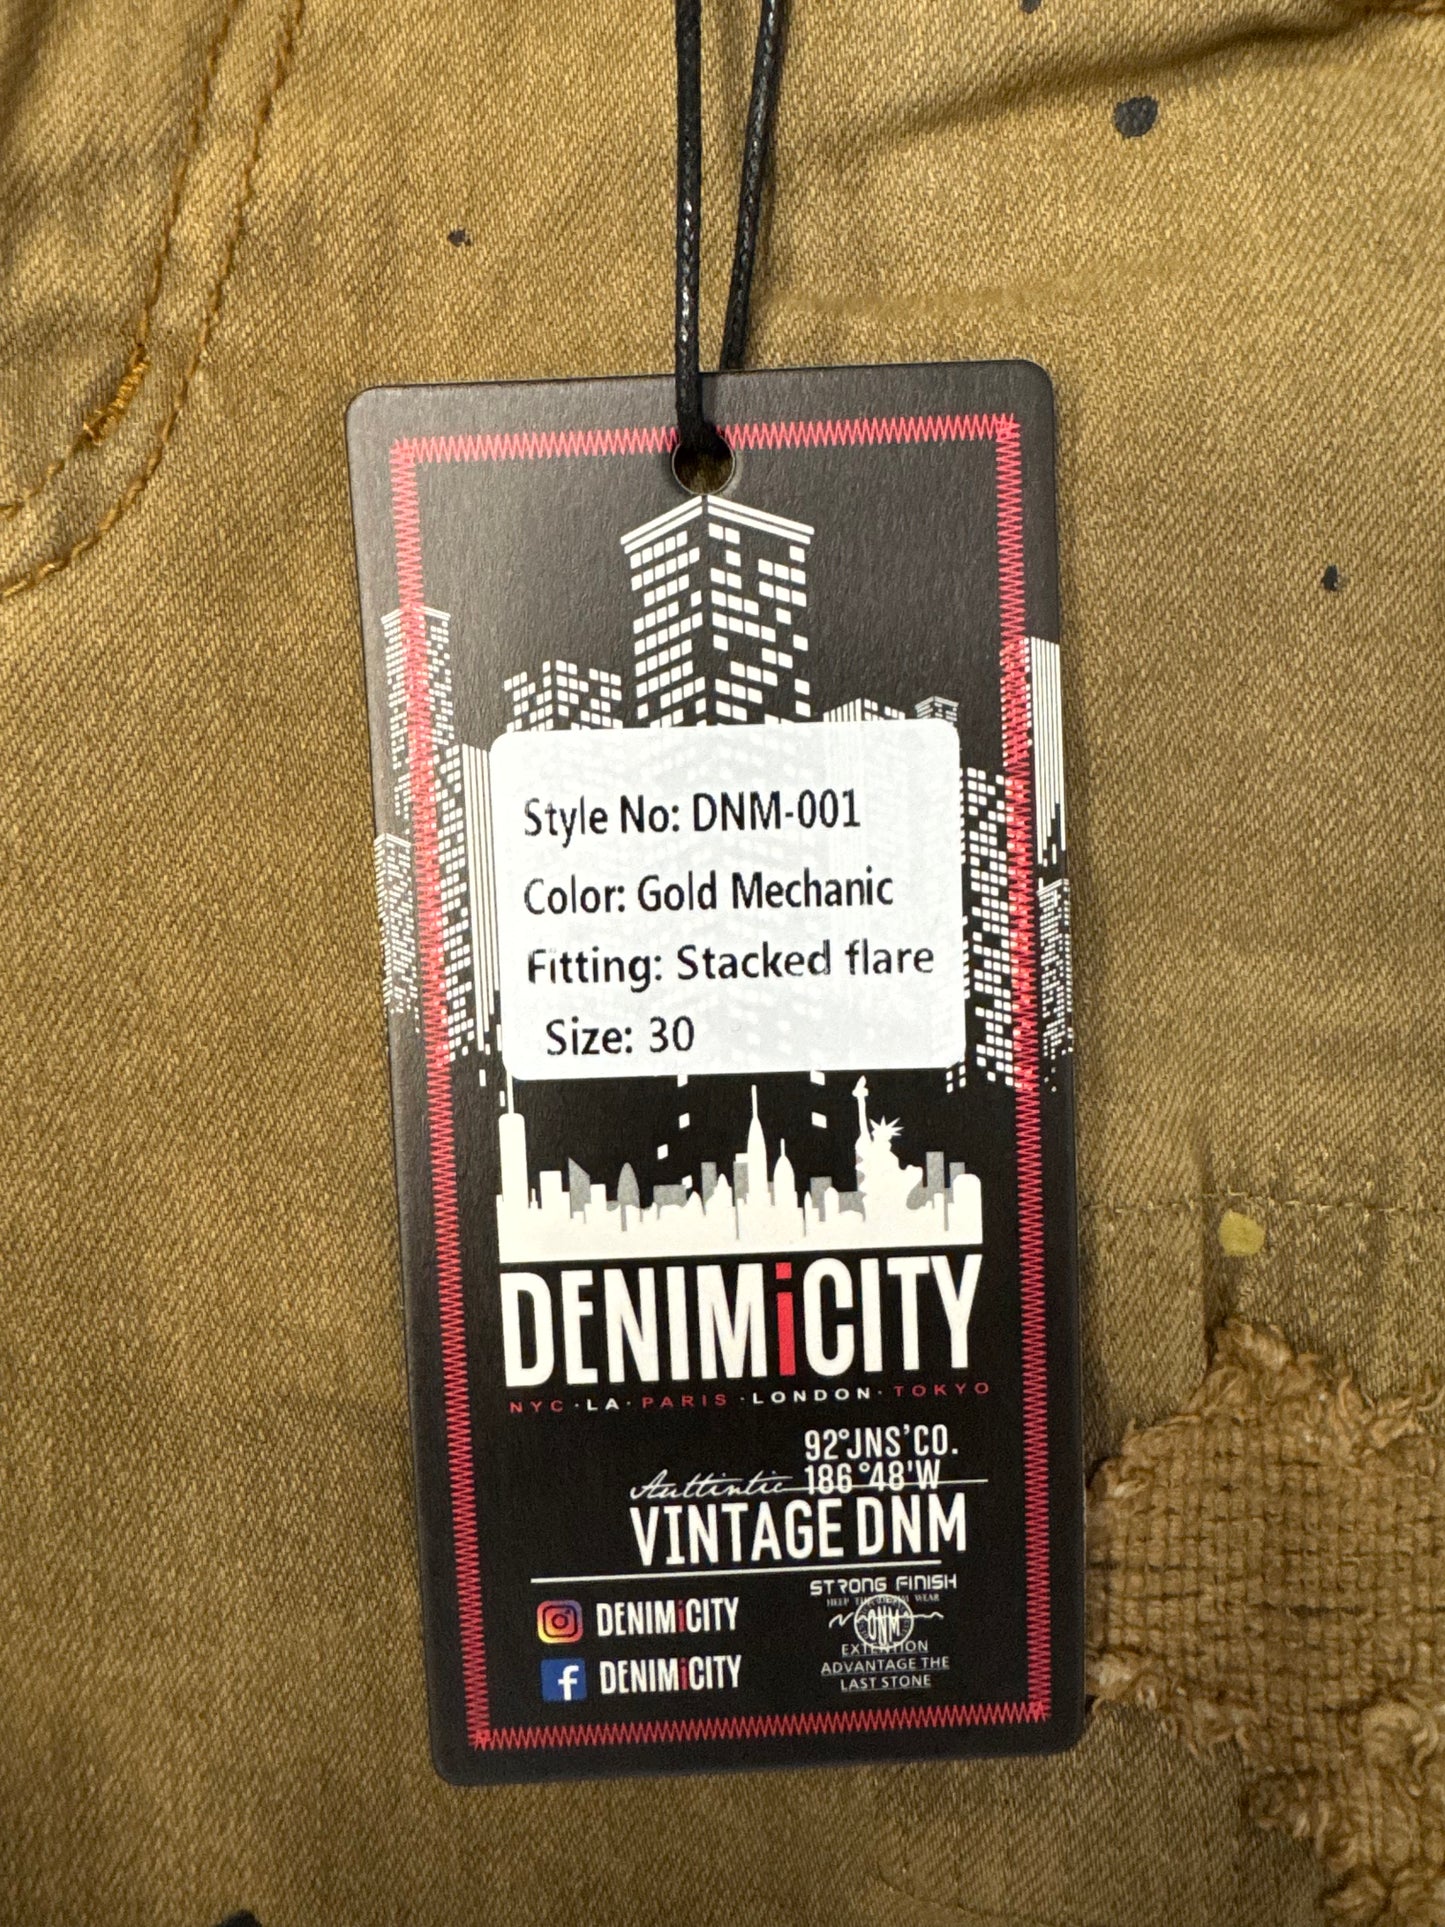 Style No: DNM-001
Color: Gold Mechanic
Fitting: Stacked flare
Size: 30
DENIMiCITY
NYC·LA·PARIS·LONDON·TOKYO
92°JNS'CO.
Authintic 186°48'W
VINTAGE DNM
STRONG FINISH
DENIMiCITY
DNM
EXTENTION
ADVANTAGE THE
DENIMiCITY
LAST STONE